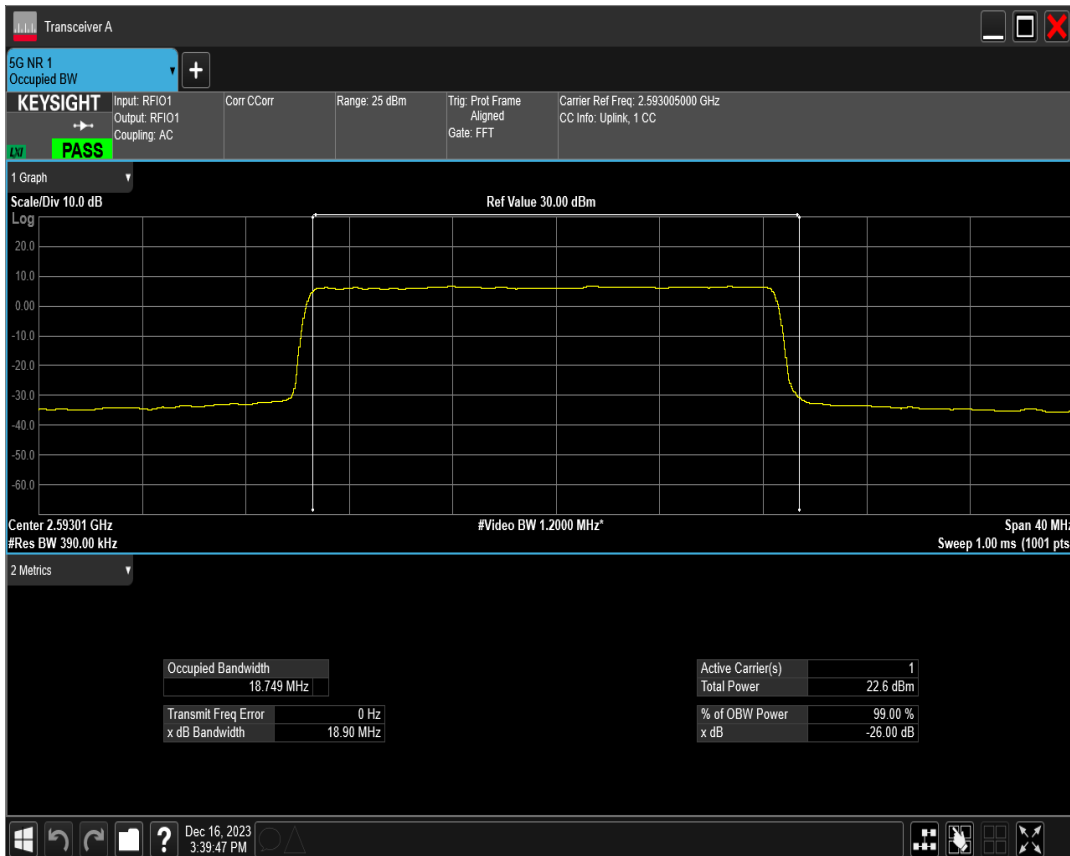 Transceiver A
5G NR 1
Occupied BW
+
KEYSIGHT
LXI
PASS
Input: RFIO1
Output: RFIO1
Coupling: AC
Corr CCorr
Range: 25 dBm
Trig: Prot Frame
Aligned
Gate: FFT
Carrier Ref Freq: 2.593005000 GHz
CC Info: Uplink, 1 CC
1 Graph
Scale/Div 10.0 dB
Ref Value 30.00 dBm
Log
20.0
10.0
0.00
-10.0
-20.0
-30.0
-40.0
-50.0
-60.0
Center 2.59301 GHz
#Video BW 1.2000 MHz*
Span 40 MHz
#Res BW 390.00 kHz
Sweep 1.00 ms (1001 pts
2 Metrics
Occupied Bandwidth
18.749 MHz
Transmit Freq Error 0 Hz
x dB Bandwidth 18.90 MHz
Active Carrier(s) 1
Total Power 22.6 dBm
% of OBW Power 99.00 %
x dB -26.00 dB
?
Dec 16, 2023
3:39:47 PM